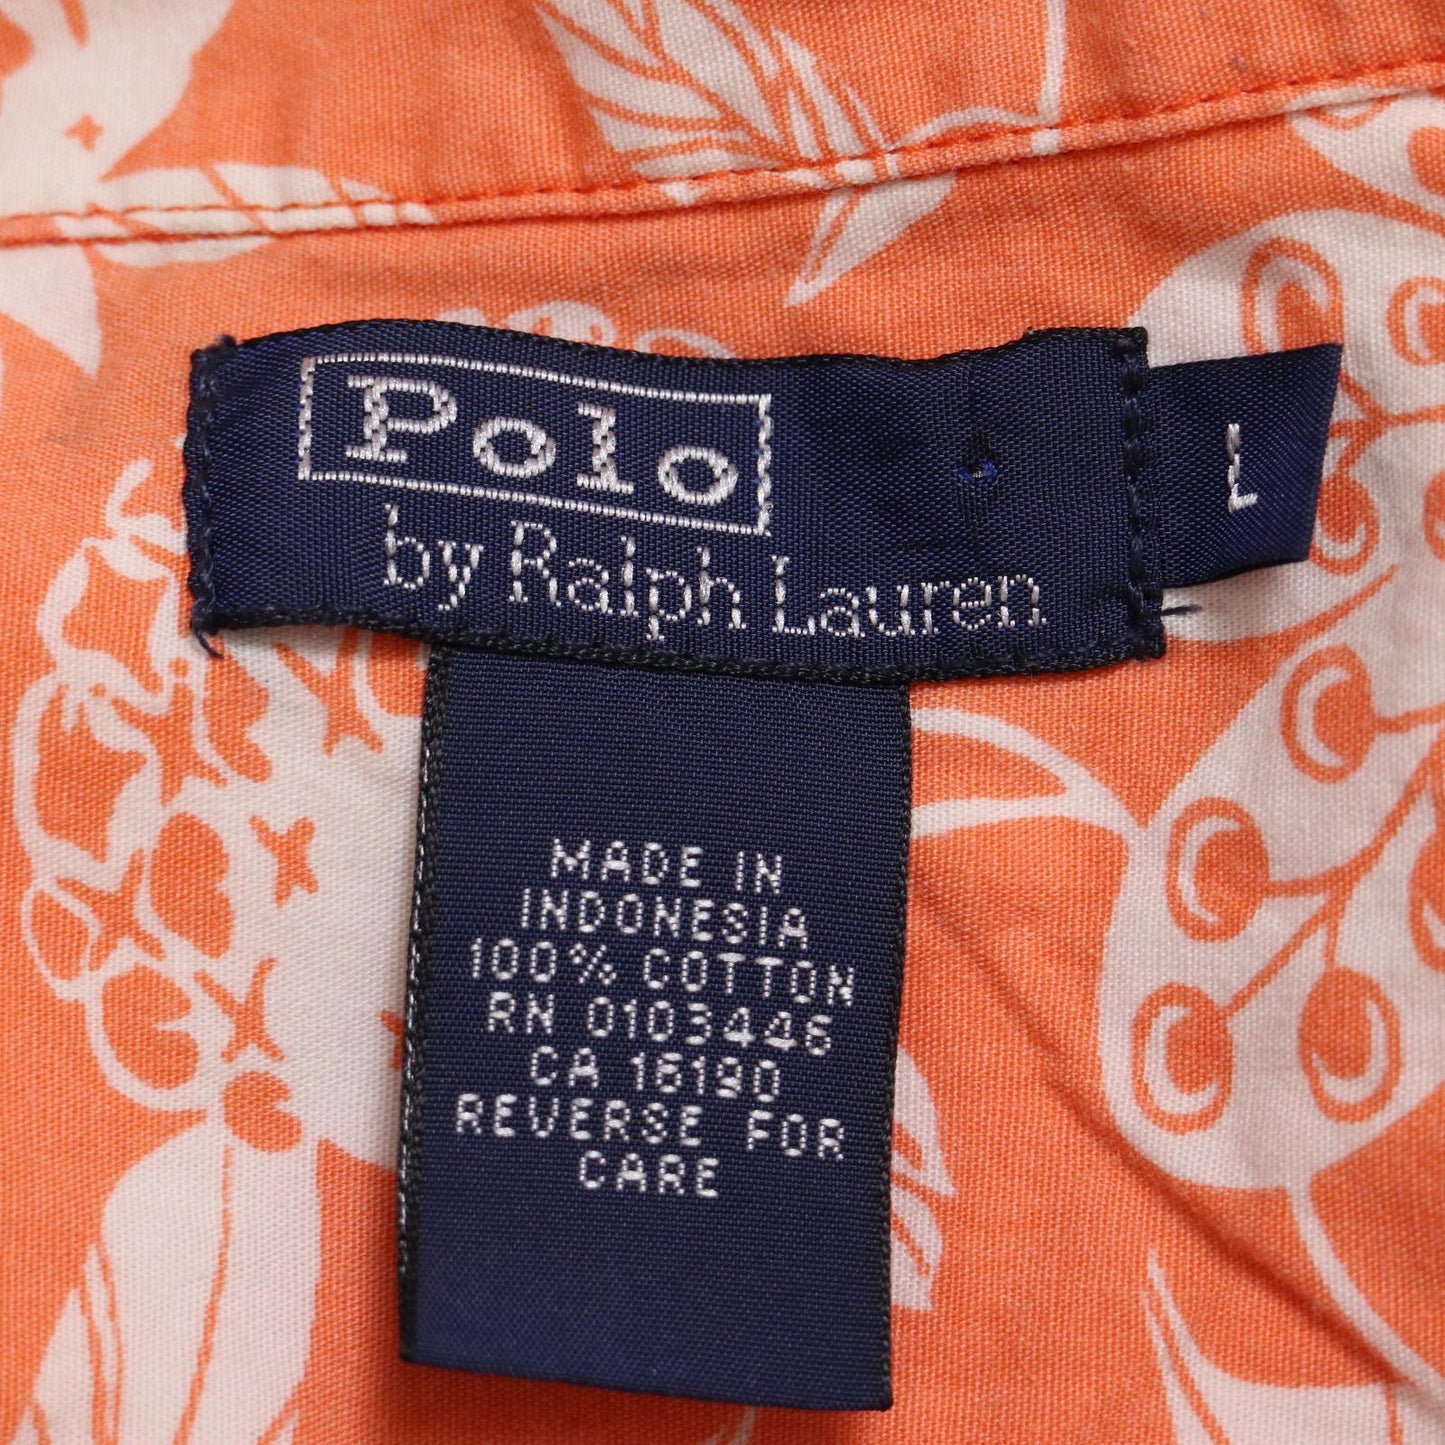 Polo
by Ralph Lauren
L
MADE IN
INDONESIA
100% COTTON
RN 0103446
CA 16190
REVERSE FOR
CARE